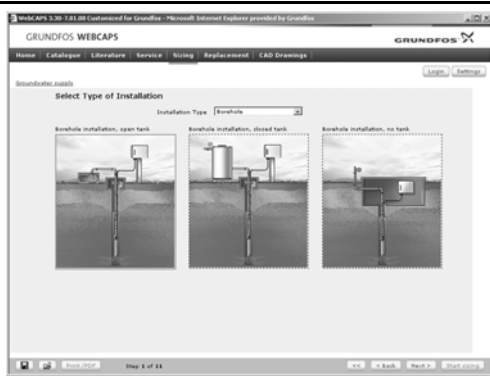 WebCAPS 3.30-7.01.00 Customized for Grundfos - Microsoft Internet Explorer provided by Grundfos
GRUNDFOS WEBCAPS
GRUNDFOS
Home Catalogue Literature Service Sizing Replacement CAD Drawings
Login Settings
Groundwater supply
Select Type of Installation
Installation Type Borehole
Borehole installation, open tank Borehole installation, closed tank Borehole installation, no tank
Print/PDF Step 1 of 11 << < Back Next > Start sizing